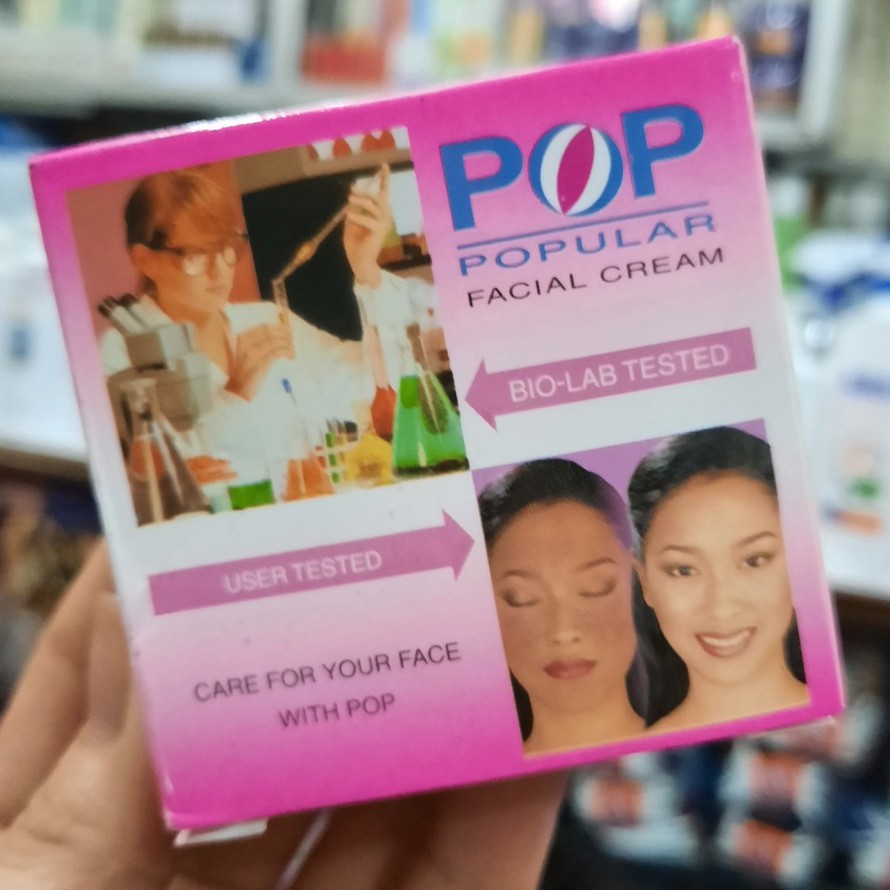 POP
POPULAR
FACIAL CREAM
BIO-LAB TESTED
USER TESTED
CARE FOR YOUR FACE
WITH POP